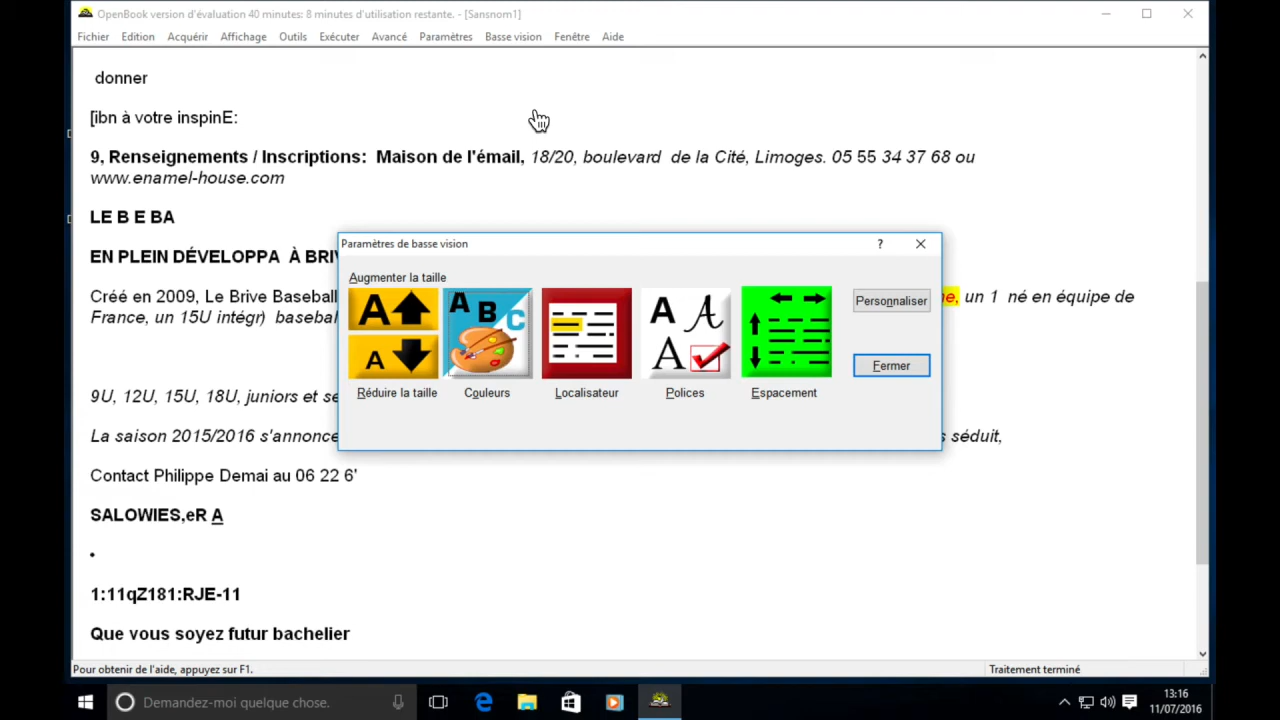 OpenBook version d'évaluation 40 minutes: 8 minutes d'utilisation restante. - [Sansnom1]
Fichier Edition Acquérir Affichage Outils Exécuter Avancé Paramètres Basse vision Fenêtre Aide
donner
[ibn à votre inspinE:
9, Renseignements / Inscriptions: Maison de l'émail, 18/20, boulevard de la Cité, Limoges. 05 55 34 37 68 ou
www.enamel-house.com
LE B E BA
EN PLEIN DÉVELOPPA À BRIV
Créé en 2009, Le Brive Baseball
ne, un 1 né en équipe de
France, un 15U intégr) baseball
9U, 12U, 15U, 18U, juniors et se
La saison 2015/2016 s'annonce
s séduit,
Contact Philippe Demai au 06 22 6'
SALOWIES,eR A
•
1:11qZ181:RJE-11
Que vous soyez futur bachelier
Paramètres de basse vision ?
Augmenter la taille
A
A
A B C
A A
A
Réduire la taille Couleurs Localisateur Polices Espacement
Personnaliser
Fermer
Pour obtenir de l'aide, appuyez sur F1. Traitement terminé
Demandez-moi quelque chose.
13:16
11/07/2016